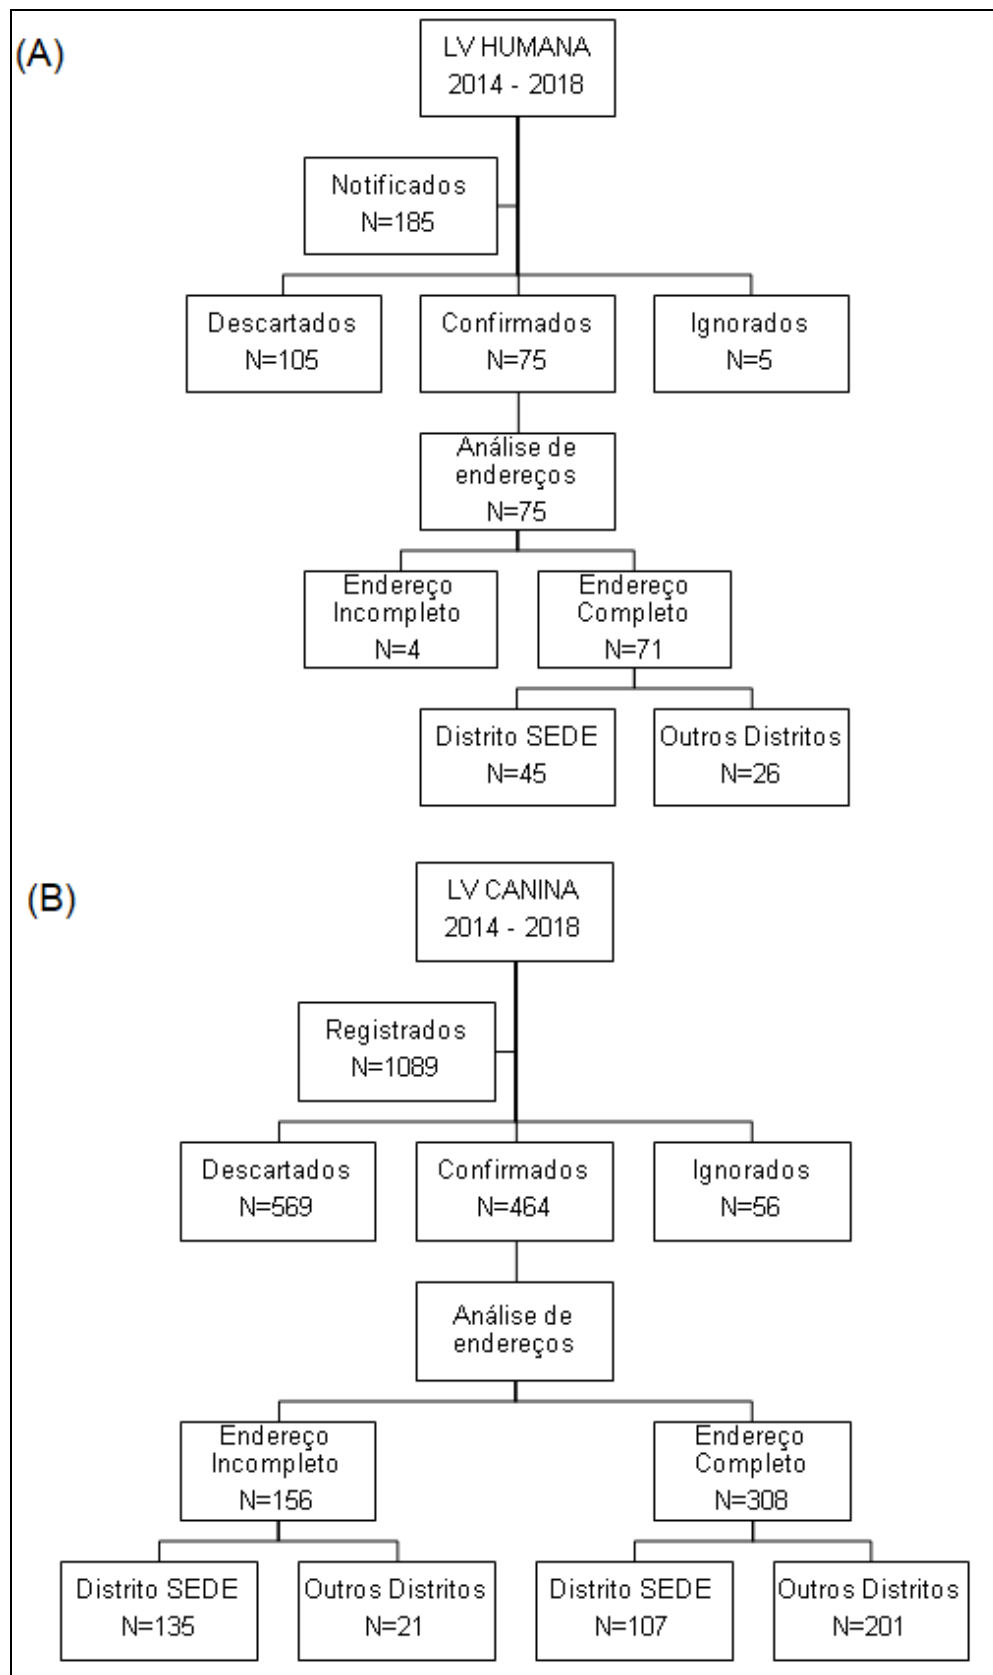 (A)
LV HUMANA
2014 - 2018
Notificados
N=185
Descartados
N=105
Confirmados
N=75
Ignorados
N=5
Análise de
endereços
N=75
Endereço
Incompleto
N=4
Endereço
Completo
N=71
Distrito SEDE
N=45
Outros Distritos
N=26
(B)
LV CANINA
2014 - 2018
Registrados
N=1089
Descartados
N=569
Confirmados
N=464
Ignorados
N=56
Análise de
endereços
Endereço
Incompleto
N=156
Endereço
Completo
N=308
Distrito SEDE
N=135
Outros Distritos
N=21
Distrito SEDE
N=107
Outros Distritos
N=201